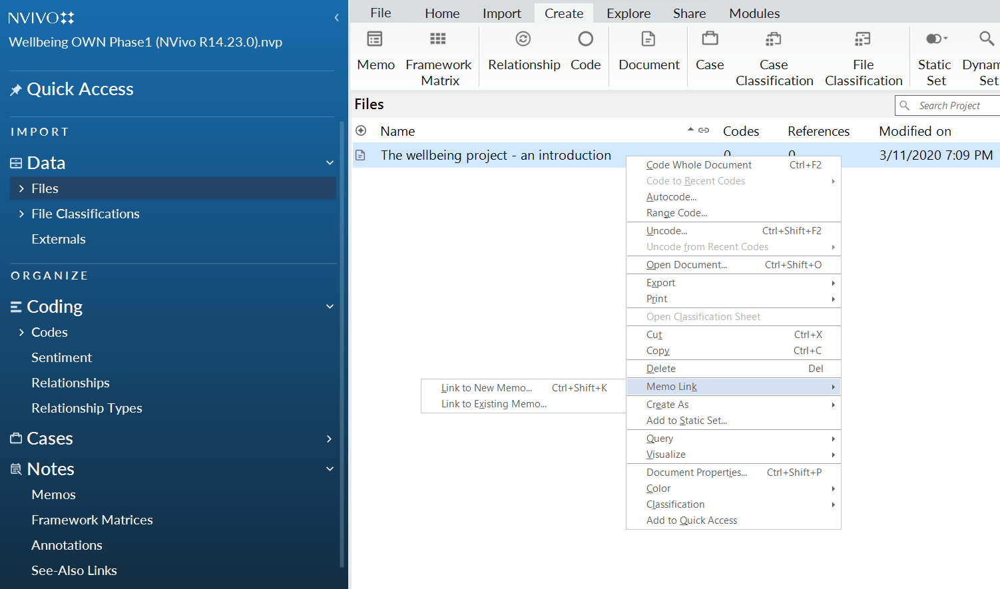 NVIVO
Wellbeing OWN Phase1 (NVivo R14.23.0).nvp
Quick Access
IMPORT
Data
Files
File Classifications
Externals
ORGANIZE
Coding
Codes
Sentiment
Relationships
Relationship Types
Cases
Notes
Memos
Framework Matrices
Annotations
See-Also Links
File Home Import Create Explore Share Modules
Memo
Framework
Matrix
Relationship
Code
Document
Case
Case
Classification
File
Classification
Static
Set
Dynam
Set
Files
Search Project
Name Codes References Modified on
The wellbeing project - an introduction 0 0 3/11/2020 7:09 PM
Code Whole Document Ctrl+F2
Code to Recent Codes
Autocode...
Range Code...
Uncode... Ctrl+Shift+F2
Uncode from Recent Codes
Open Document... Ctrl+Shift+O
Export
Print
Open Classification Sheet
Cut Ctrl+X
Copy Ctrl+C
Delete Del
Memo Link
Link to New Memo... Ctrl+Shift+K
Link to Existing Memo...
Create As
Add to Static Set...
Query
Visualize
Document Properties... Ctrl+Shift+P
Color
Classification
Add to Quick Access